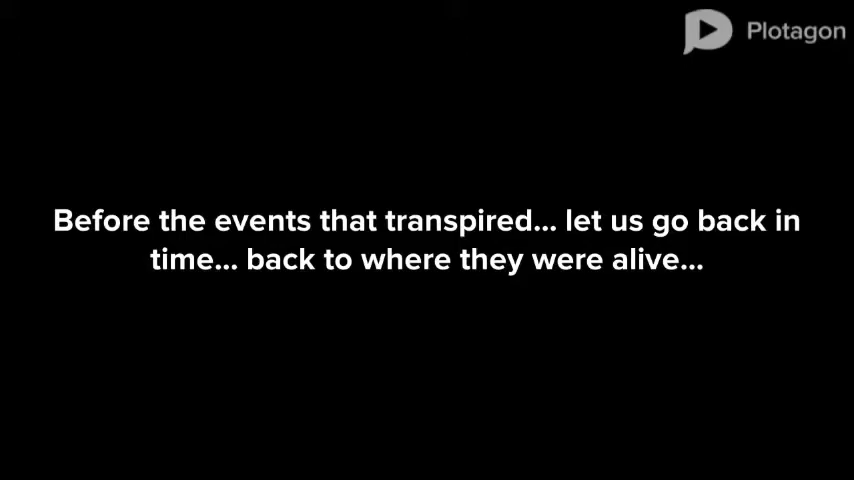 Plotagon
Before the events that transpired... let us go back in
time... back to where they were alive...